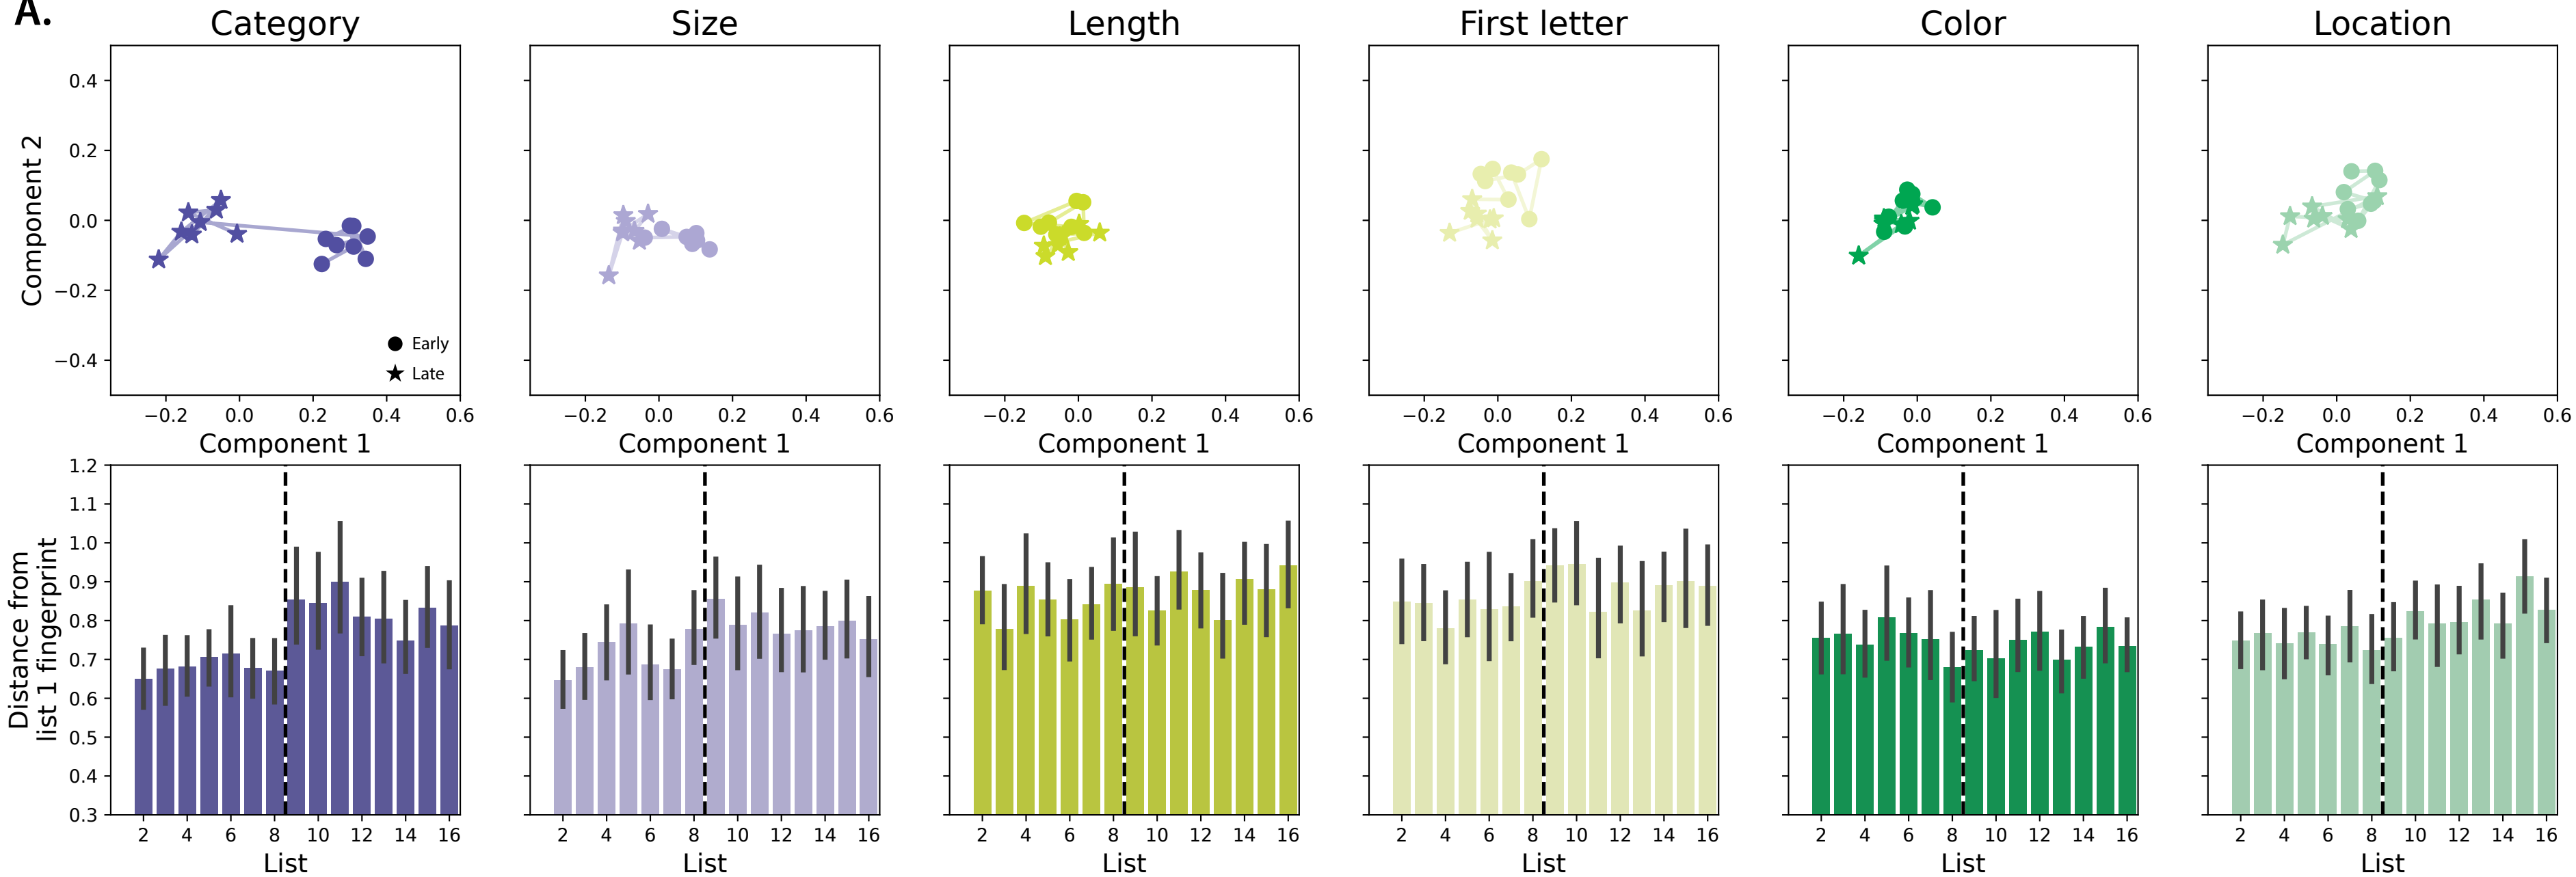 A.
Category Size Length First letter Color Location
Component 2
0.4
0.2
0.0
−0.2
−0.4
Early
Late
−0.2 0.0 0.2 0.4 0.6 −0.2 0.0 0.2 0.4 0.6 −0.2 0.0 0.2 0.4 0.6 −0.2 0.0 0.2 0.4 0.6 −0.2 0.0 0.2 0.4 0.6 −0.2 0.0 0.2 0.4 0.6
Component 1 Component 1 Component 1 Component 1 Component 1 Component 1
Distance from
list 1 fingerprint
1.2
1.1
1.0
0.9
0.8
0.7
0.6
0.5
0.4
0.3
2 4 6 8 10 12 14 16 2 4 6 8 10 12 14 16 2 4 6 8 10 12 14 16 2 4 6 8 10 12 14 16 2 4 6 8 10 12 14 16 2 4 6 8 10 12 14 16
List List List List List List